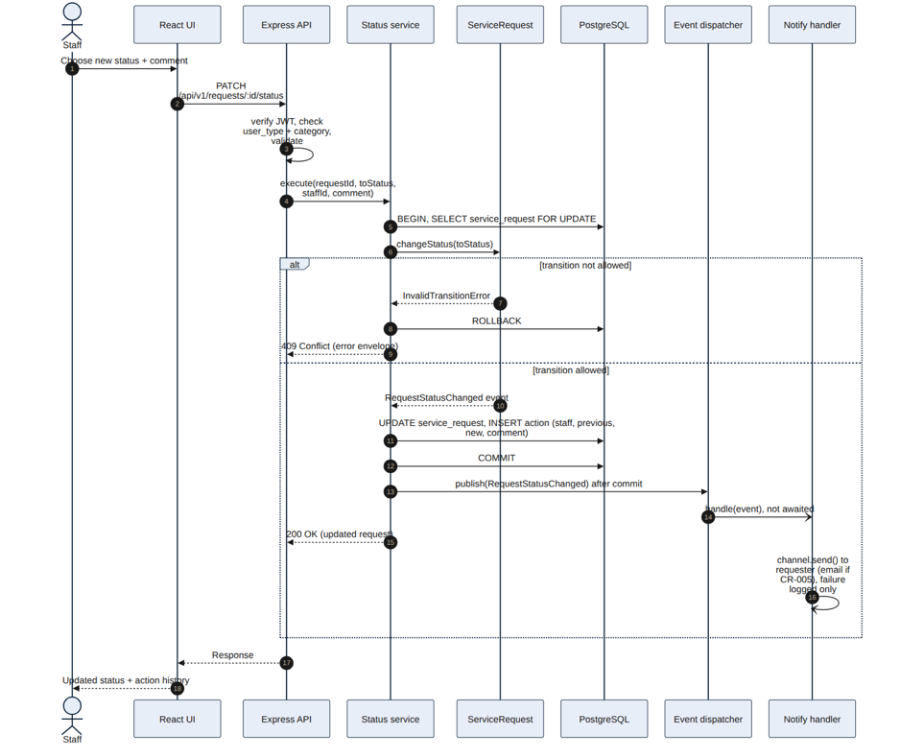 React UI
Express API
Status service
ServiceRequest
PostgreSQL
Event dispatcher
Notify handler
Staff
Choose new status + comment
1
PATCH
/api/v1/requests/:id/status
2
verify JWT, check
user_type + category,
validate
3
execute(requestId, toStatus,
staffId, comment)
4
BEGIN, SELECT service_request FOR UPDATE
5
changeStatus(toStatus)
6
alt
[transition not allowed]
InvalidTransitionError
7
ROLLBACK
8
409 Conflict (error envelope)
9
[transition allowed]
RequestStatusChanged event
10
UPDATE service_request, INSERT action (staff, previous,
new, comment)
11
COMMIT
12
publish(RequestStatusChanged) after commit
13
handle(event), not awaited
14
200 OK (updated request)
15
channel.send() to
requester (email if
CR-005), failure
logged only
16
Response
17
Updated status + action history
18
React UI
Express API
Status service
ServiceRequest
PostgreSQL
Event dispatcher
Notify handler
Staff